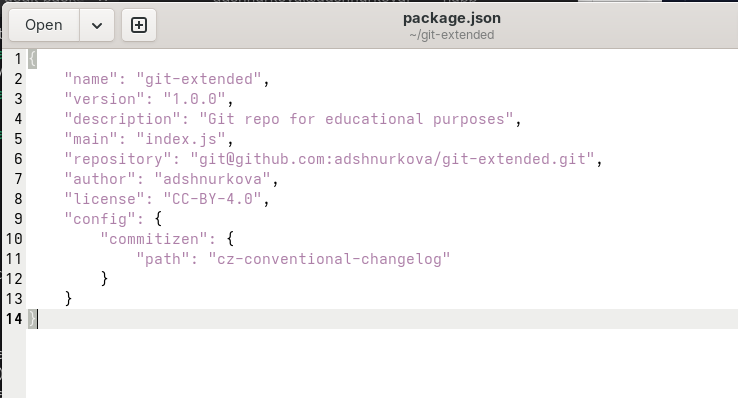 Open
package.json
~/git-extended
1 {
2     "name": "git-extended",
3     "version": "1.0.0",
4     "description": "Git repo for educational purposes",
5     "main": "index.js",
6     "repository": "git@github.com:adshnurkova/git-extended.git",
7     "author": "adshnurkova",
8     "license": "CC-BY-4.0",
9     "config": {
10         "commitizen": {
11             "path": "cz-conventional-changelog"
12         }
13     }
14 }